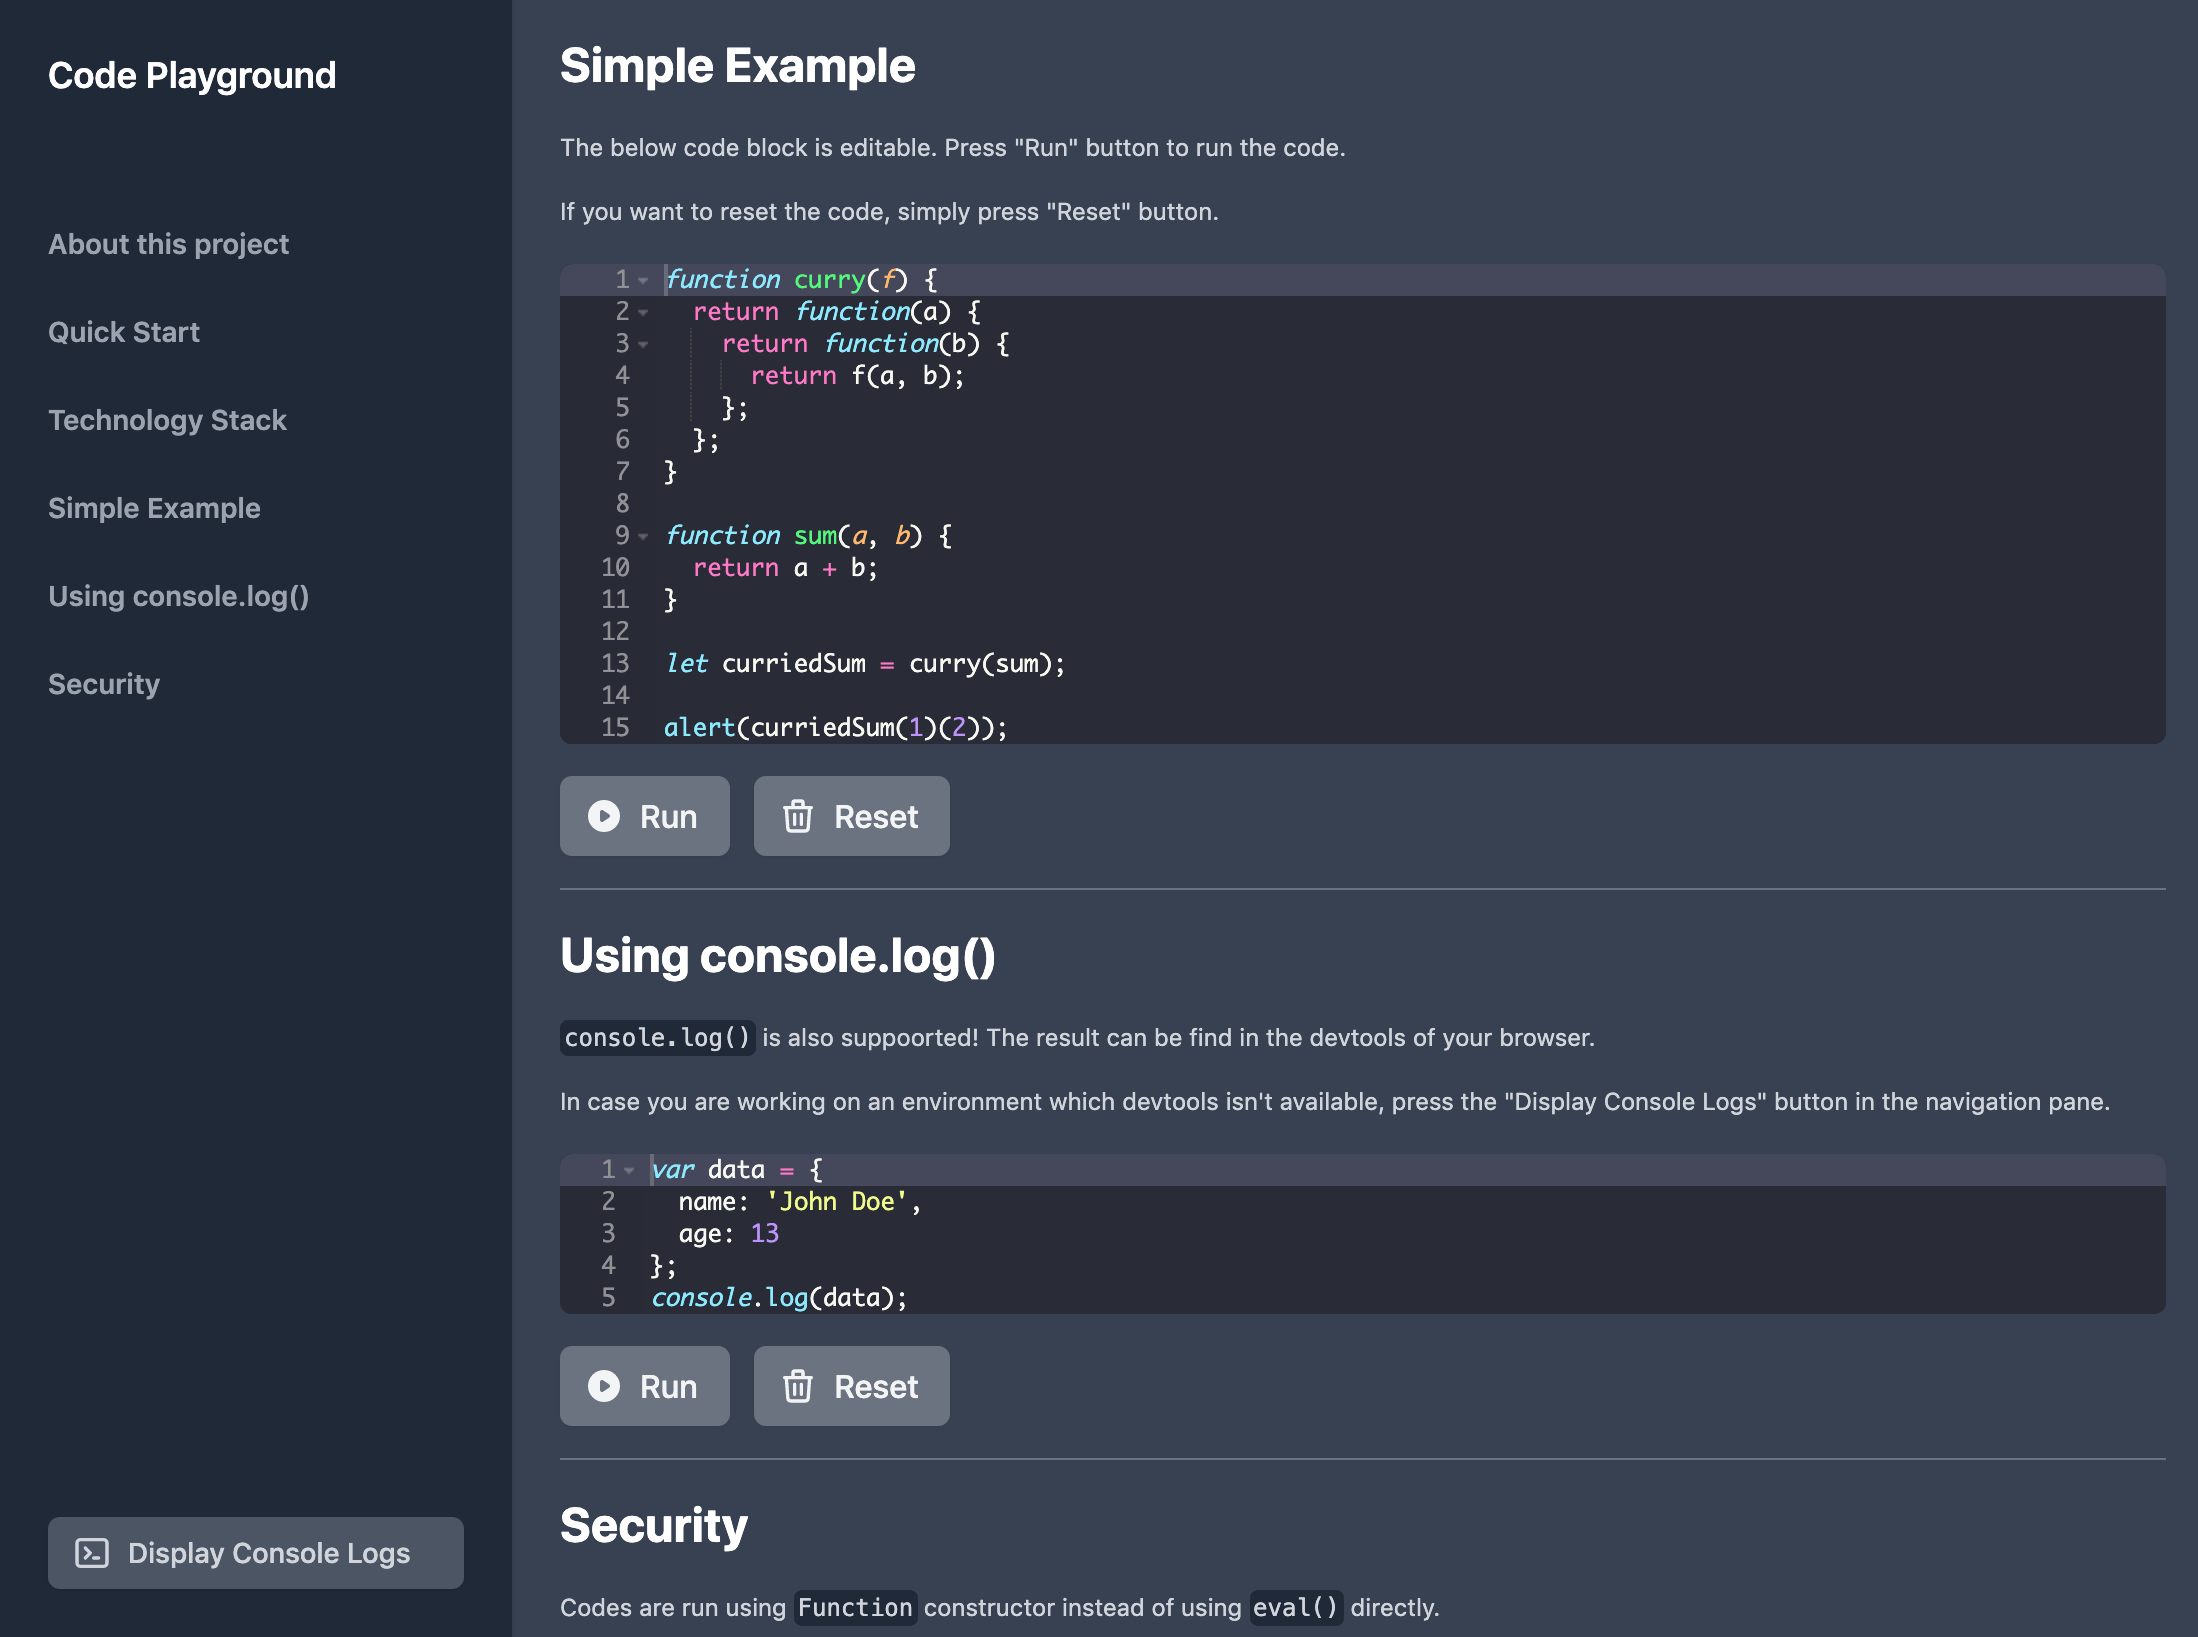 Code Playground
About this project
Quick Start
Technology Stack
Simple Example
Using console.log()
Security
Display Console Logs
Simple Example
The below code block is editable. Press "Run" button to run the code.
If you want to reset the code, simply press "Reset" button.
1 function curry(f) {
2   return function(a) {
3     return function(b) {
4       return f(a, b);
5     };
6   };
7 }
8
9 function sum(a, b) {
10   return a + b;
11 }
12
13 let curriedSum = curry(sum);
14
15 alert(curriedSum(1)(2));
Run Reset
Using console.log()
console.log() is also suppoorted! The result can be find in the devtools of your browser.
In case you are working on an environment which devtools isn't available, press the "Display Console Logs" button in the navigation pane.
1 var data = {
2   name: 'John Doe',
3   age: 13
4 };
5 console.log(data);
Run Reset
Security
Codes are run using Function constructor instead of using eval() directly.